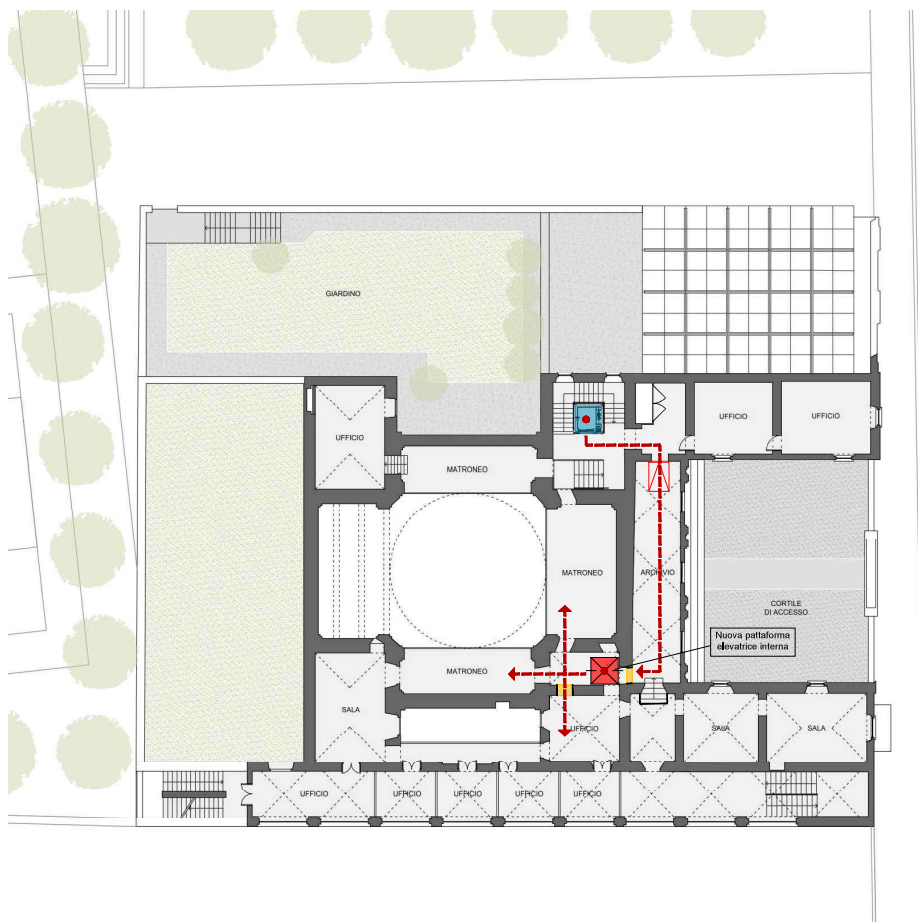 GIARDINO
UFFICIO
UFFICIO
UFFICIO
MATRONEO
MATRONEO
ARCHIVIO
CORTILE
DI ACCESSO
Nuova pattaforma
elevatrice interna
MATRONEO
SALA
UFFICIO
SALA
SALA
UFFICIO
UFFICIO
UFFICIO
UFFICIO
UFFICIO